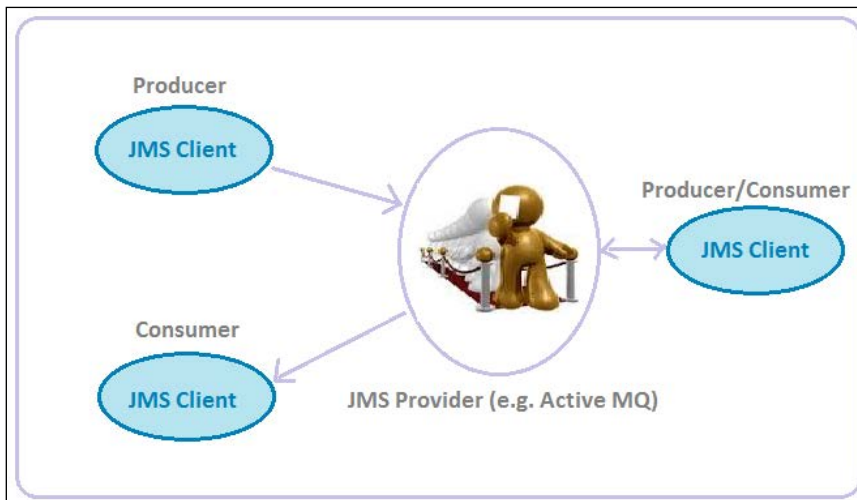 Producer
JMS Client
Producer/Consumer
JMS Client
Consumer
JMS Client
JMS Provider (e.g. Active MQ)